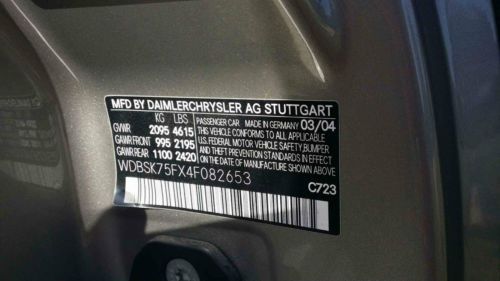 MFD BY DAIMLERCHRYSLER AG STUTTGART
KG LBS
GVWR 2095 4615
GAWR FRONT 995 2195
GAWR REAR 1100 2420
PASSENGER CAR MADE IN GERMANY 03/04
THIS VEHICLE CONFORMS TO ALL APPLICABLE
U.S. FEDERAL MOTOR VEHICLE SAFETY, BUMPER
AND THEFT PREVENTION STANDARDS IN EFFECT
ON THE DATE OF MANUFACTURE SHOWN ABOVE.
WDBSK75FX4F082653
C723